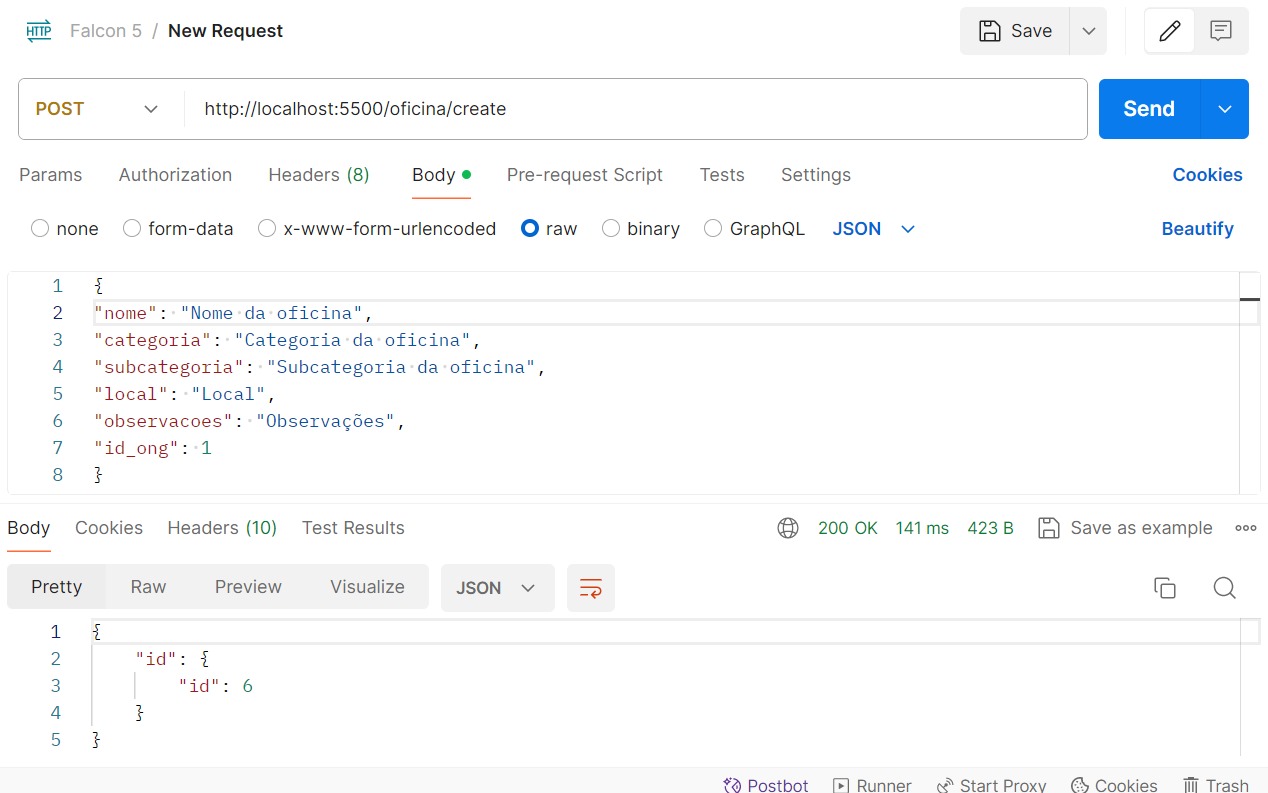 HTTP Falcon 5 / New Request Save
POST http://localhost:5500/oficina/create Send
Params Authorization Headers (8) Body Pre-request Script Tests Settings Cookies
none form-data x-www-form-urlencoded raw binary GraphQL JSON Beautify
1 {
2 "nome": "Nome da oficina",
3 "categoria": "Categoria da oficina",
4 "subcategoria": "Subcategoria da oficina",
5 "local": "Local",
6 "observacoes": "Observações",
7 "id_ong": 1
8 }
Body Cookies Headers (10) Test Results 200 OK 141 ms 423 B Save as example
Pretty Raw Preview Visualize JSON
1 {
2 "id": {
3 "id": 6
4 }
5 }
Postbot Runner Start Proxy Cookies Trash